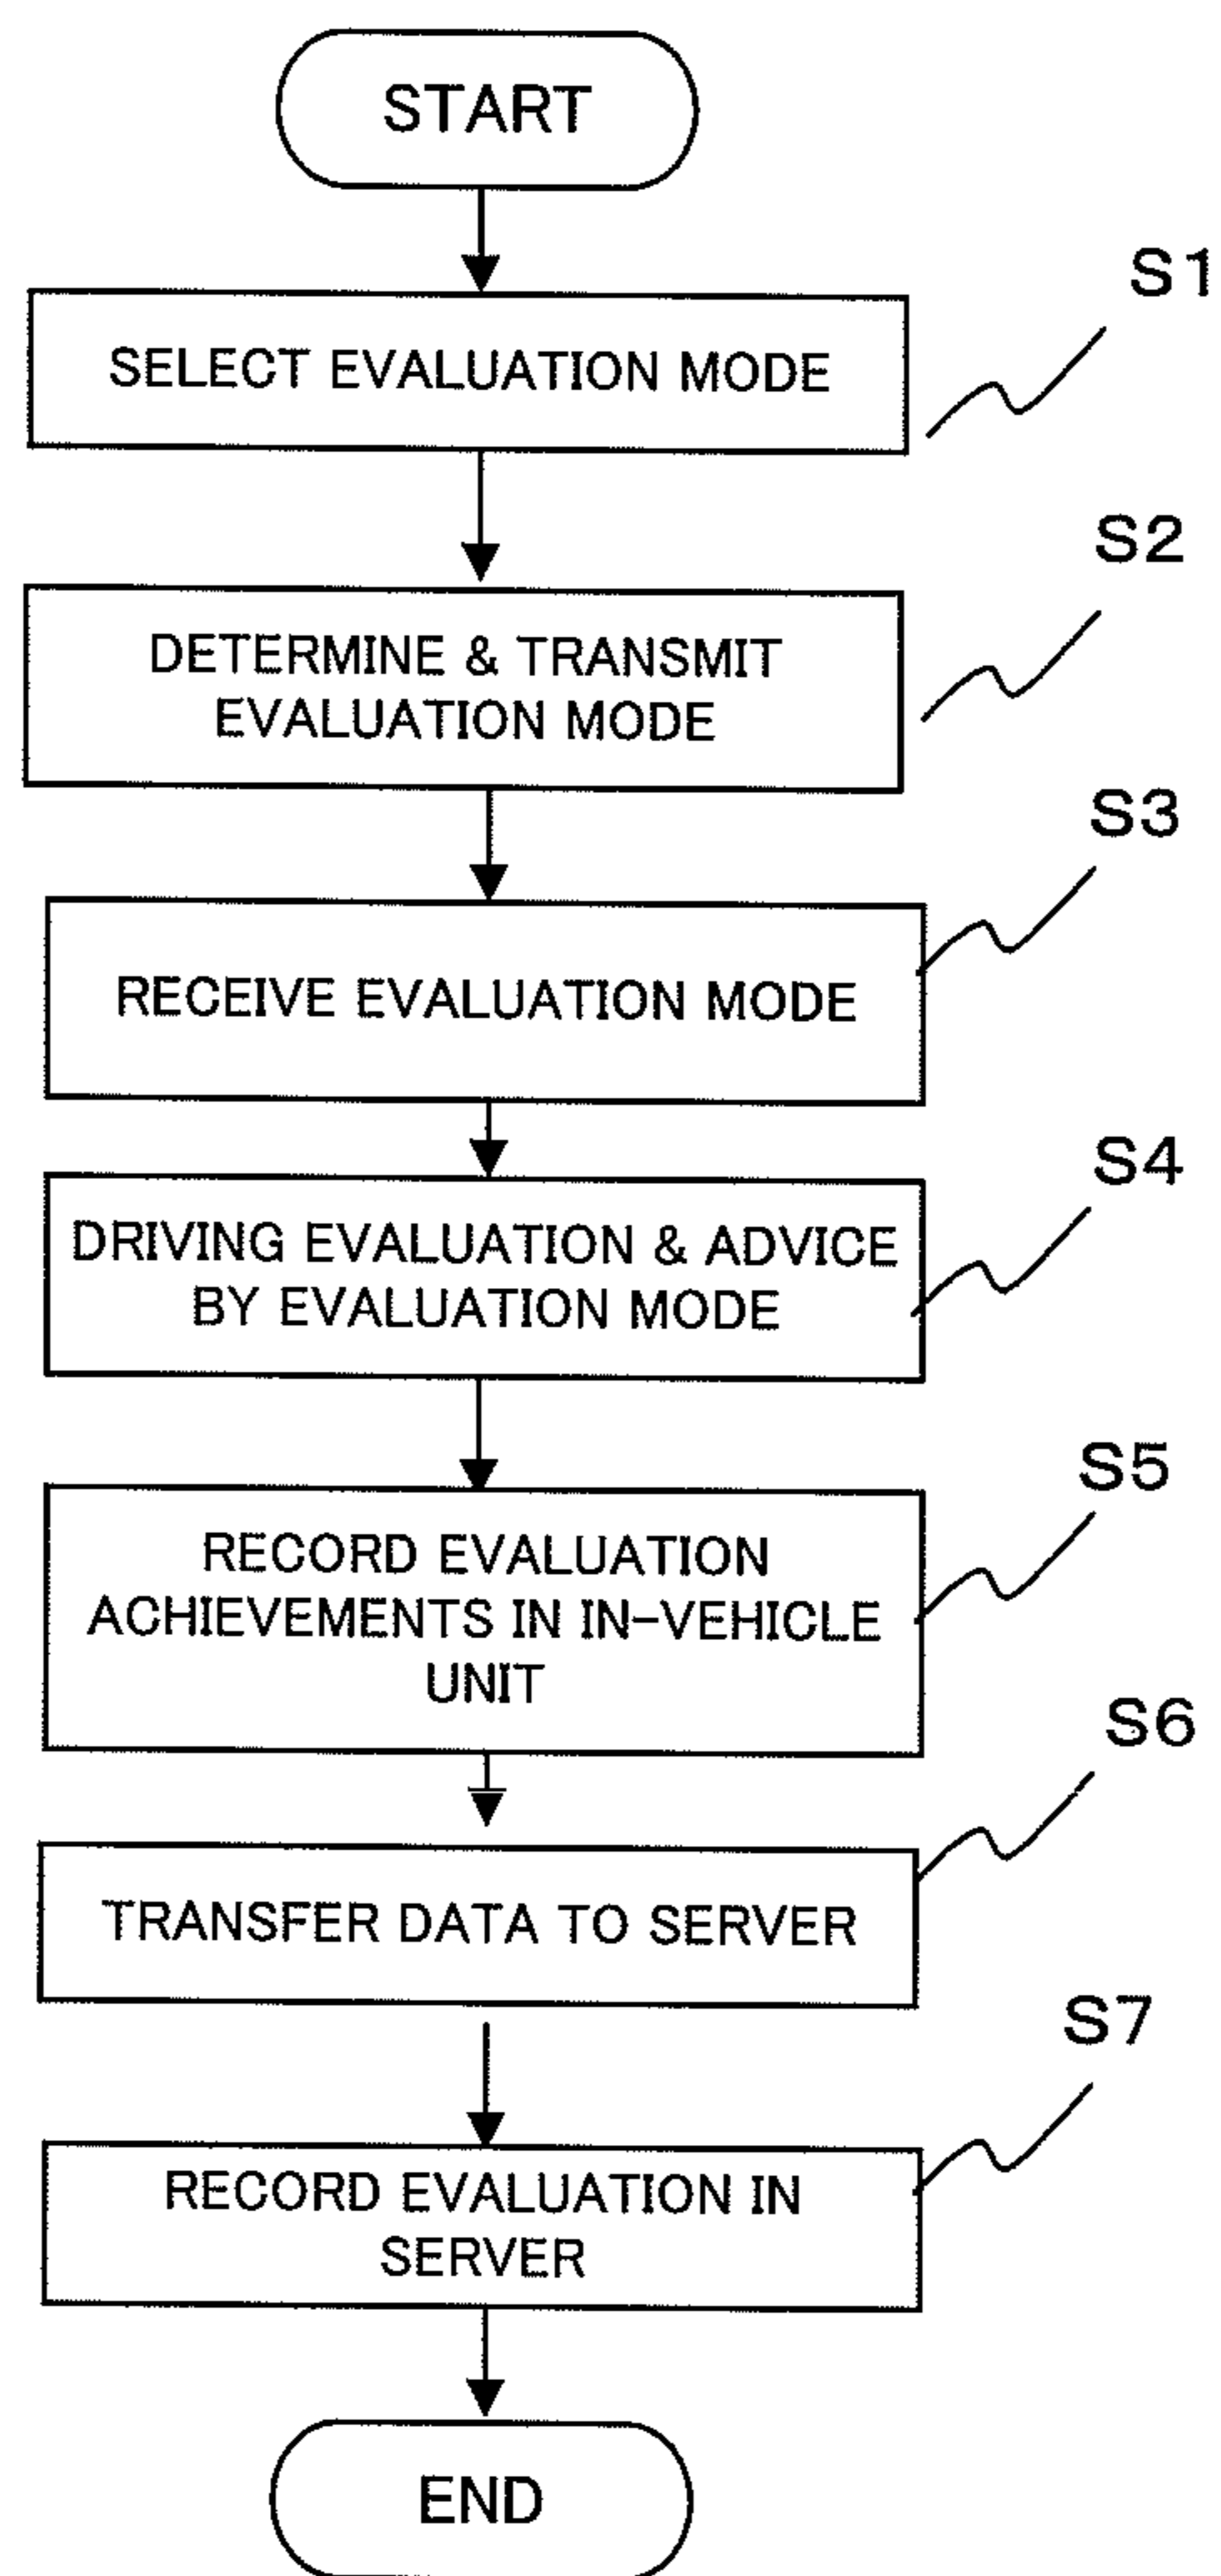 START
S1
SELECT EVALUATION MODE
S2
DETERMINE & TRANSMIT
EVALUATION MODE
S3
RECEIVE EVALUATION MODE
S4
DRIVING EVALUATION & ADVICE
BY EVALUATION MODE
S5
RECORD EVALUATION
ACHIEVEMENTS IN IN-VEHICLE
UNIT
S6
TRANSFER DATA TO SERVER
S7
RECORD EVALUATION IN
SERVER
END